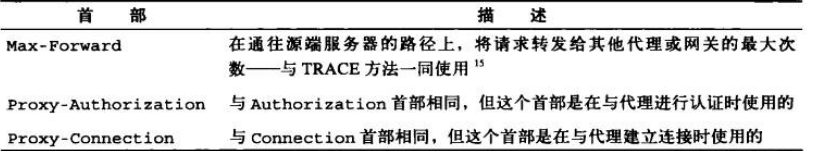 首 部 描 述
Max-Forward 在通往源端服务器的路径上，将请求转发给其他代理或网关的最大次
数——与 TRACE 方法一同使用 15
Proxy-Authorization 与 Authorization 首部相同，但这个首部是在与代理进行认证时使用的
Proxy-Connection 与 Connection 首部相同，但这个首部是在与代理建立连接时使用的